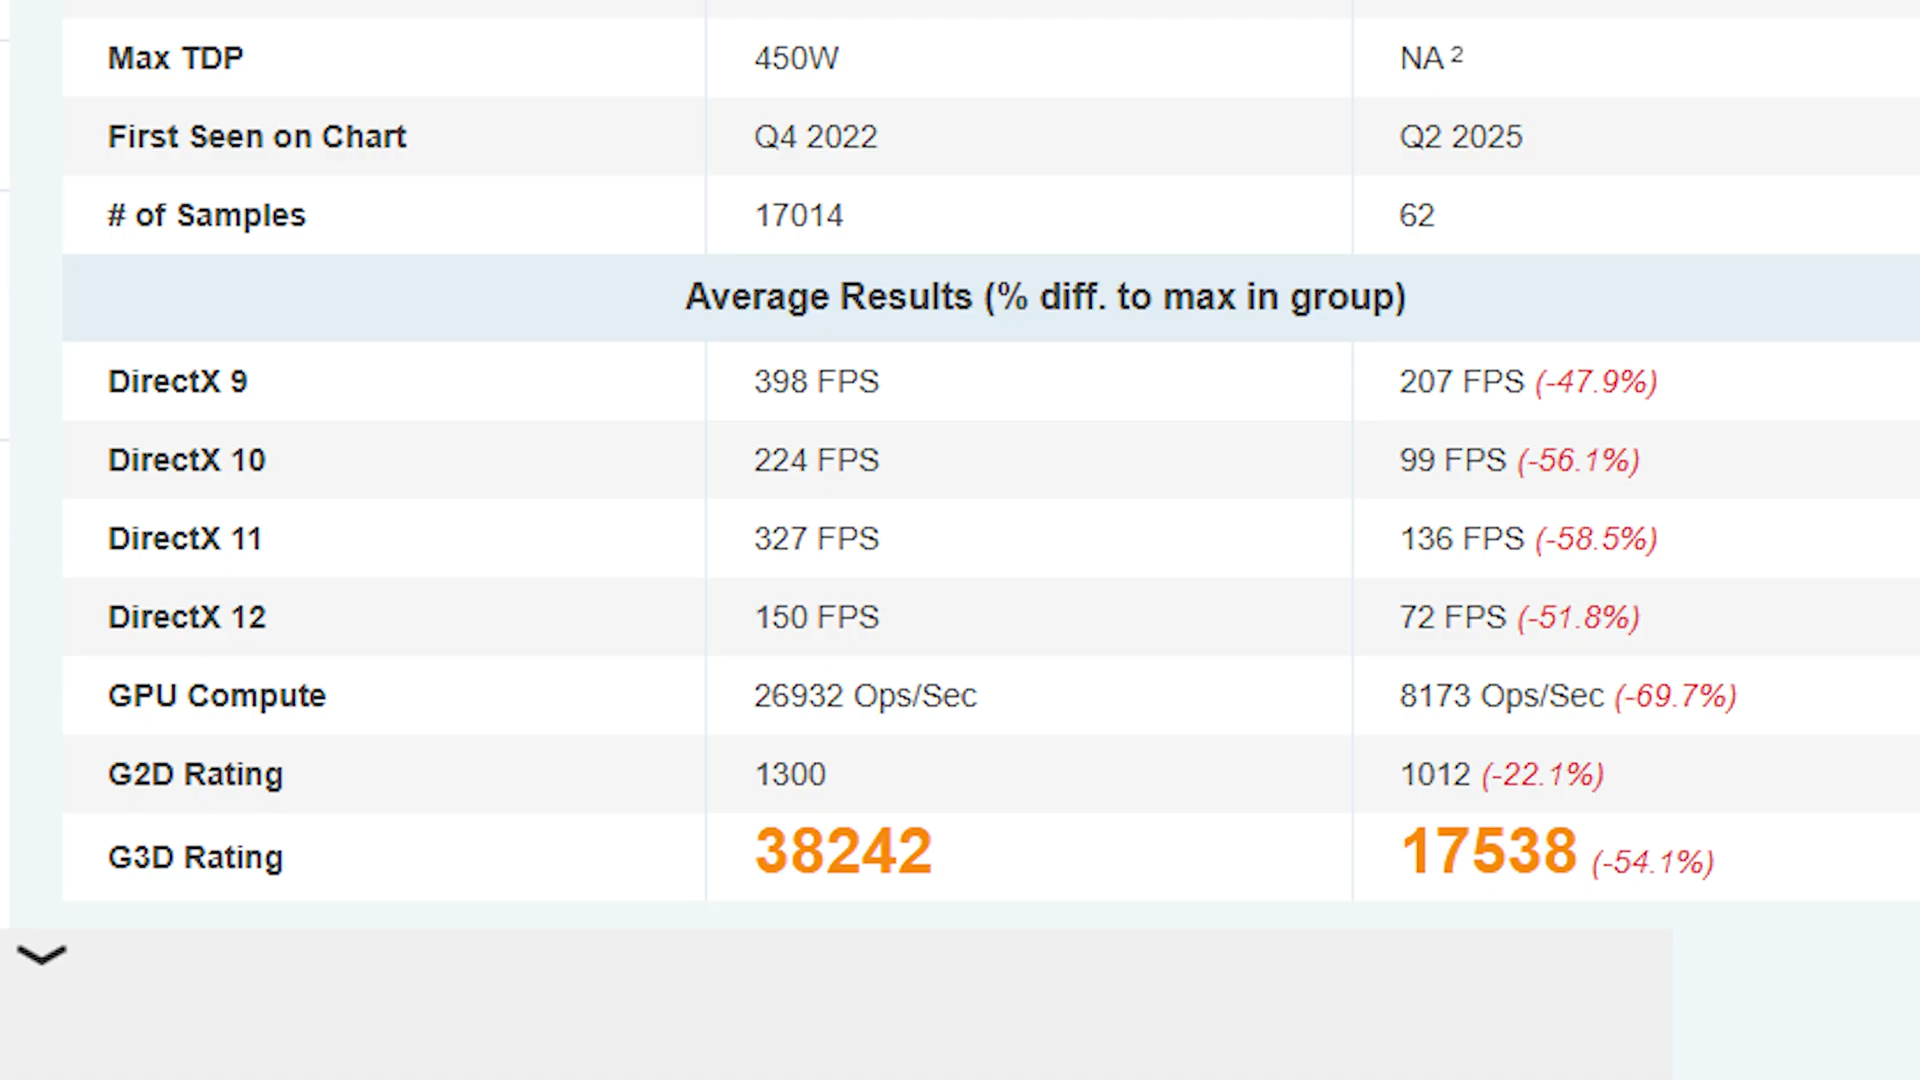 Max TDP 450W NA 2
First Seen on Chart Q4 2022 Q2 2025
# of Samples 17014 62
Average Results (% diff. to max in group)
DirectX 9 398 FPS 207 FPS (-47.9%)
DirectX 10 224 FPS 99 FPS (-56.1%)
DirectX 11 327 FPS 136 FPS (-58.5%)
DirectX 12 150 FPS 72 FPS (-51.8%)
GPU Compute 26932 Ops/Sec 8173 Ops/Sec (-69.7%)
G2D Rating 1300 1012 (-22.1%)
G3D Rating 38242 17538 (-54.1%)